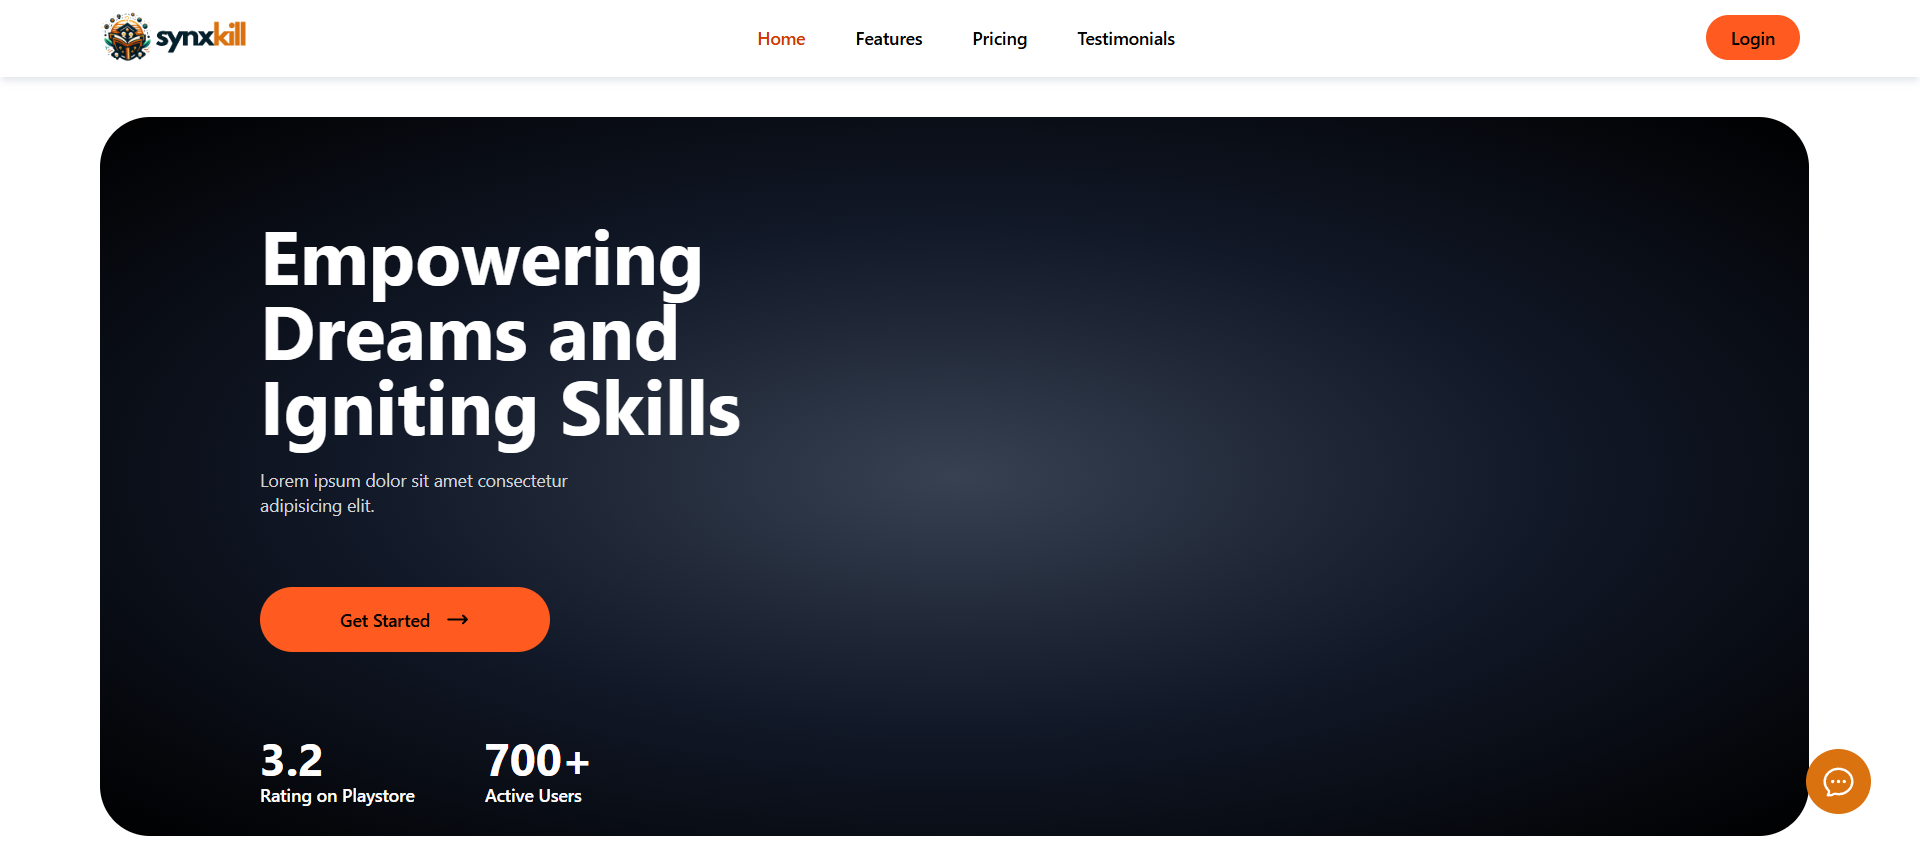 synxkill
Home
Features
Pricing
Testimonials
Login
Empowering
Dreams and
Igniting Skills
Lorem ipsum dolor sit amet consectetur
adipisicing elit.
Get Started
3.2
Rating on Playstore
700+
Active Users